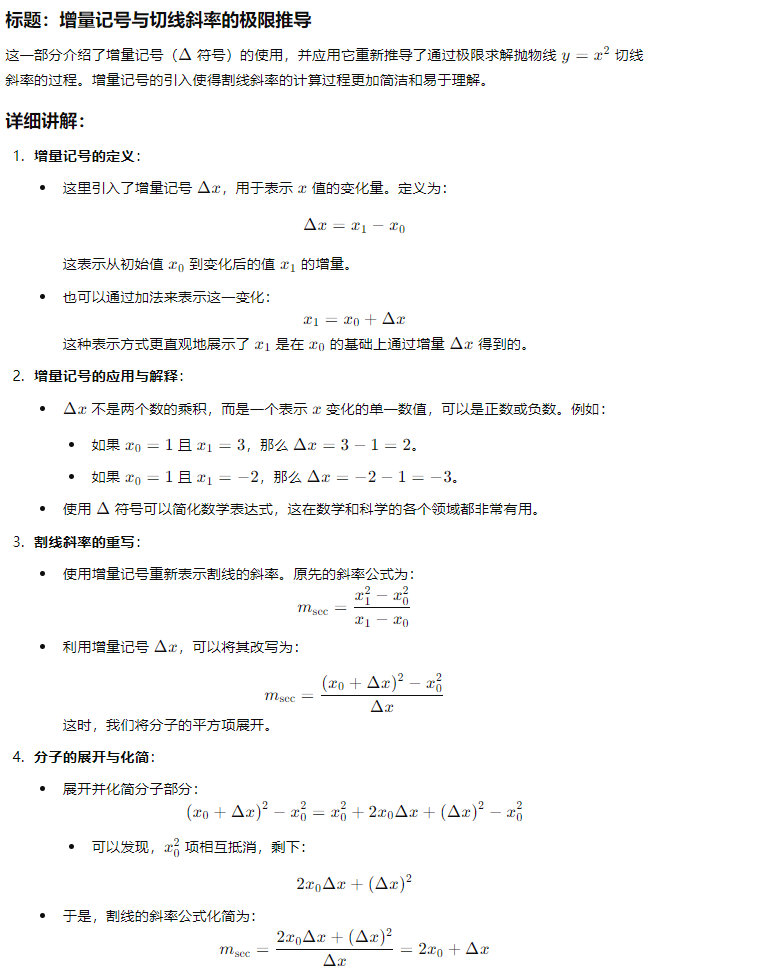 标题：增量记号与切线斜率的极限推导
这一部分介绍了增量记号（Δ 符号）的使用，并应用它重新推导了通过极限求解抛物线 y = x² 切线
斜率的过程。增量记号的引入使得割线斜率的计算过程更加简洁和易于理解。
详细讲解：
1. 增量记号的定义：
• 这里引入了增量记号 Δx，用于表示 x 值的变化量。定义为：
Δx = x₁ − x₀
这表示从初始值 x₀ 到变化后的值 x₁ 的增量。
• 也可以通过加法来表示这一变化：
x₁ = x₀ + Δx
这种表示方式更直观地展示了 x₁ 是在 x₀ 的基础上通过增量 Δx 得到的。
2. 增量记号的应用与解释：
• Δx 不是两个数的乘积，而是一个表示 x 变化的单一数值，可以是正数或负数。例如：
• 如果 x₀ = 1 且 x₁ = 3，那么 Δx = 3 − 1 = 2。
• 如果 x₀ = 1 且 x₁ = −2，那么 Δx = −2 − 1 = −3。
• 使用 Δ 符号可以简化数学表达式，这在数学和科学的各个领域都非常有用。
3. 割线斜率的重写：
• 使用增量记号重新表示割线的斜率。原先的斜率公式为：
m_sec = (x₁² − x₀²) / (x₁ − x₀)
• 利用增量记号 Δx，可以将其改写为：
m_sec = ((x₀ + Δx)² − x₀²) / Δx
这时，我们将分子的平方项展开。
4. 分子的展开与化简：
• 展开并化简分子部分：
(x₀ + Δx)² − x₀² = x₀² + 2x₀Δx + (Δx)² − x₀²
• 可以发现，x₀² 项相互抵消，剩下：
2x₀Δx + (Δx)²
• 于是，割线的斜率公式化简为：
m_sec = (2x₀Δx + (Δx)²) / Δx = 2x₀ + Δx